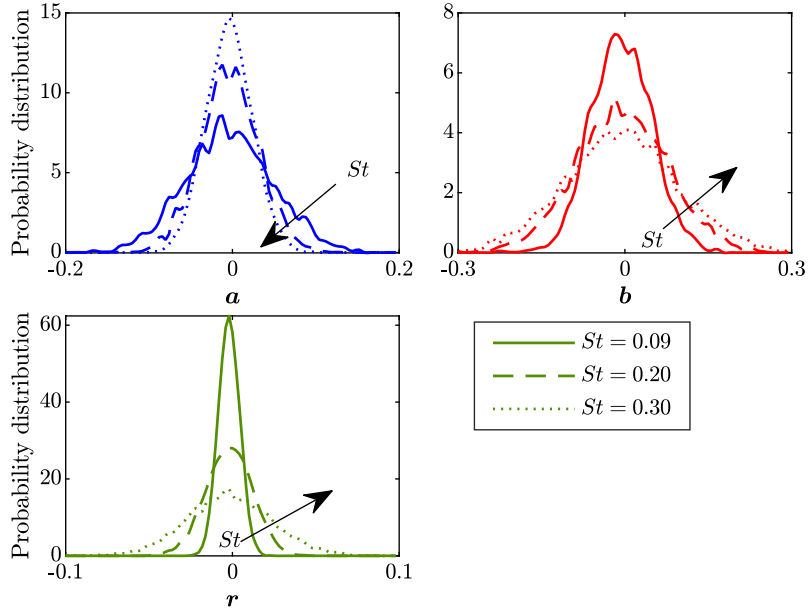 Probability distribution
15
10
5
0
-0.2
0
0.2
a
St
8
6
4
2
0
-0.3
0
0.3
b
St
Probability distribution
60
40
20
0
-0.1
0
0.1
r
St
St = 0.09
St = 0.20
St = 0.30